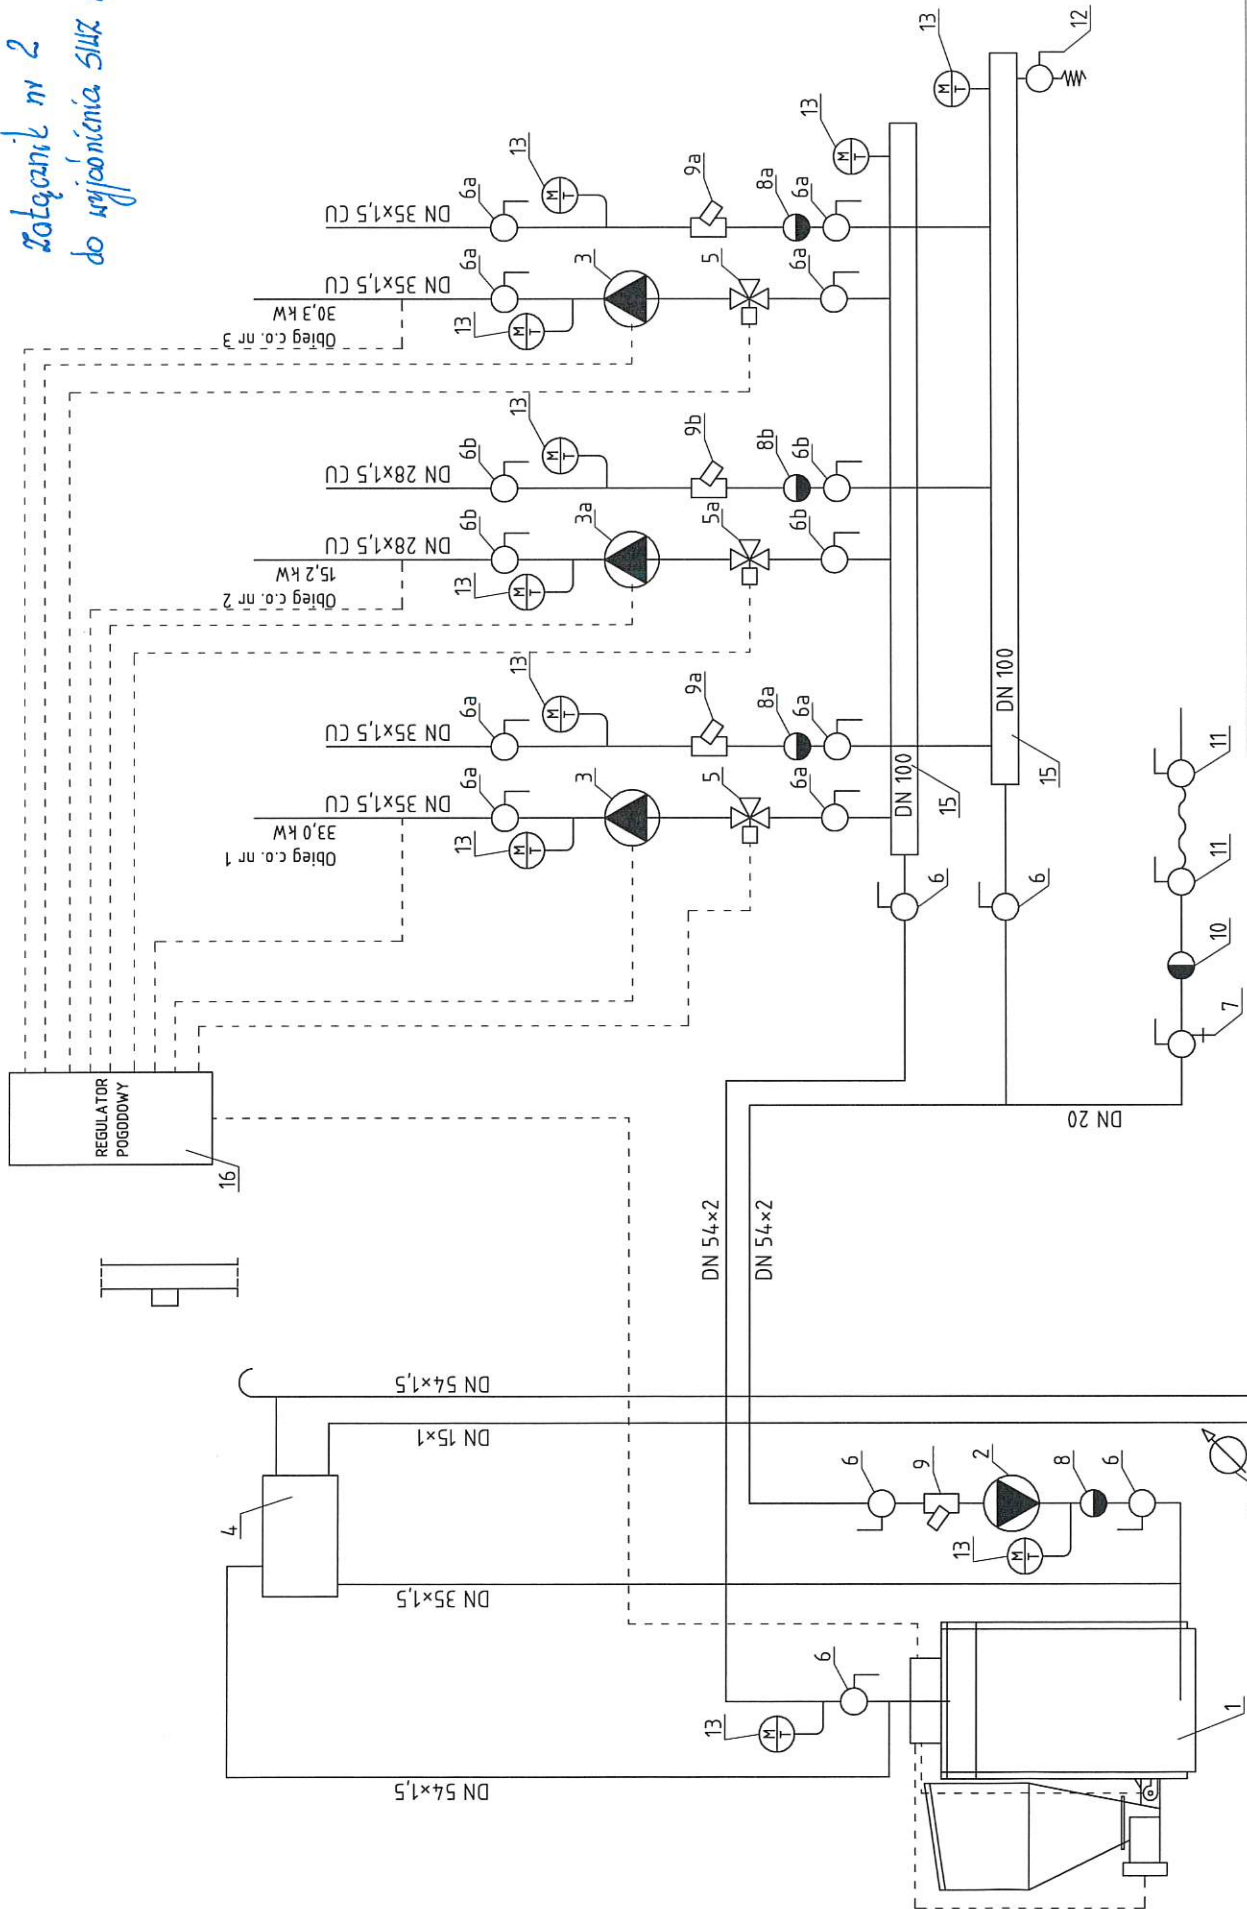 Załącznik nr 2
do wyjaśnienia SIWZ
REGULATOR
POGODOWY
16
Obieg c.o. nr 1
33,0 kW
DN 35x1,5 CU
DN 35x1,5 CU
6a
6a
13
13
3
9a
5
8a
6a
6a
Obieg c.o. nr 2
15,2 kW
DN 28x1,5 CU
DN 28x1,5 CU
6b
6b
13
13
3a
9b
5a
8b
6b
6b
Obieg c.o. nr 3
30,3 kW
DN 35x1,5 CU
DN 35x1,5 CU
6a
6a
13
13
3
9a
5
8a
6a
6a
13
13
12
DN 100
15
DN 100
15
6
6
DN 54x2
DN 54x2
DN 20
7
10
11
11
4
DN 54x1,5
DN 15x1
DN 35x1,5
DN 54x1,5
6
9
2
8
6
13
13
6
1
M
T
M
T
M
T
M
T
M
T
M
T
M
T
M
T
M
T
M
T